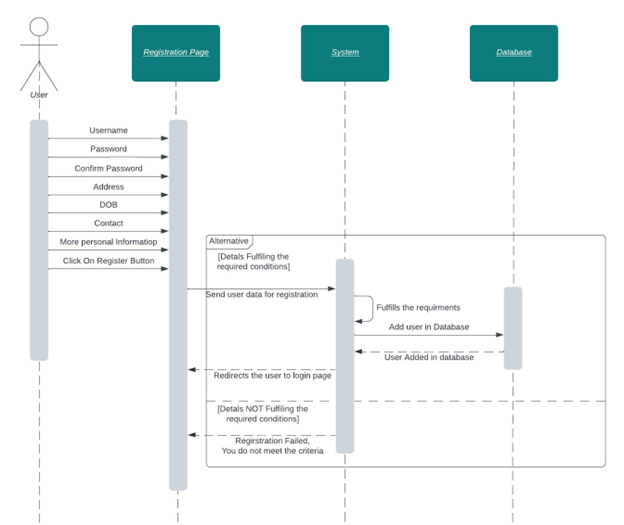 Registration Page
System
Database
User
Username
Password
Confirm Password
Address
DOB
Contact
More personal Informatiop
Click On Register Button
Alternative
[Detals Fulfiling the
required conditions]
Send user data for registration
Fulfills the requirments
Add user in Database
User Added in database
Redirects the user to login page
[Detals NOT Fulfiling the
required conditions]
Regirstration Failed,
You do not meet the criteria